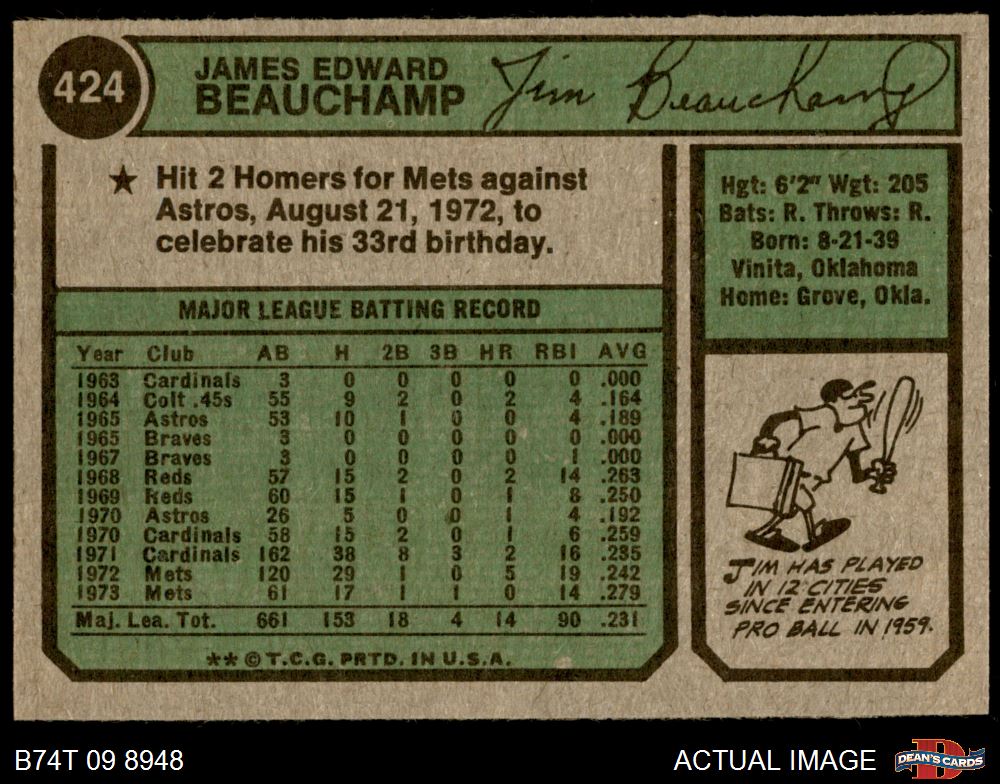 424
JAMES EDWARD
BEAUCHAMP
Jim Beauchamp
★ Hit 2 Homers for Mets against
Astros, August 21, 1972, to
celebrate his 33rd birthday.
Hgt: 6'2" Wgt: 205
Bats: R. Throws: R.
Born: 8-21-39
Vinita, Oklahoma
Home: Grove, Okla.
MAJOR LEAGUE BATTING RECORD
Year Club AB H 2B 3B HR RBI AVG
1963 Cardinals 3 0 0 0 0 0 .000
1964 Colt .45s 55 9 2 0 2 4 .164
1965 Astros 53 10 1 0 0 4 .189
1965 Braves 3 0 0 0 0 0 .000
1967 Braves 3 0 0 0 0 1 .000
1968 Reds 57 15 2 0 2 14 .263
1969 Reds 60 15 1 0 1 8 .250
1970 Astros 26 5 0 0 1 4 .192
1970 Cardinals 58 15 2 0 1 6 .259
1971 Cardinals 162 38 8 3 2 16 .235
1972 Mets 120 29 1 0 5 19 .242
1973 Mets 61 17 1 1 0 14 .279
Maj. Lea. Tot. 661 153 18 4 14 90 .231
** © T.C.G. PRTD. IN U.S.A.
JIM HAS PLAYED
IN 12 CITIES
SINCE ENTERING
PRO BALL IN 1959.
B74T 09 8948
ACTUAL IMAGE
D
DEAN'S CARDS